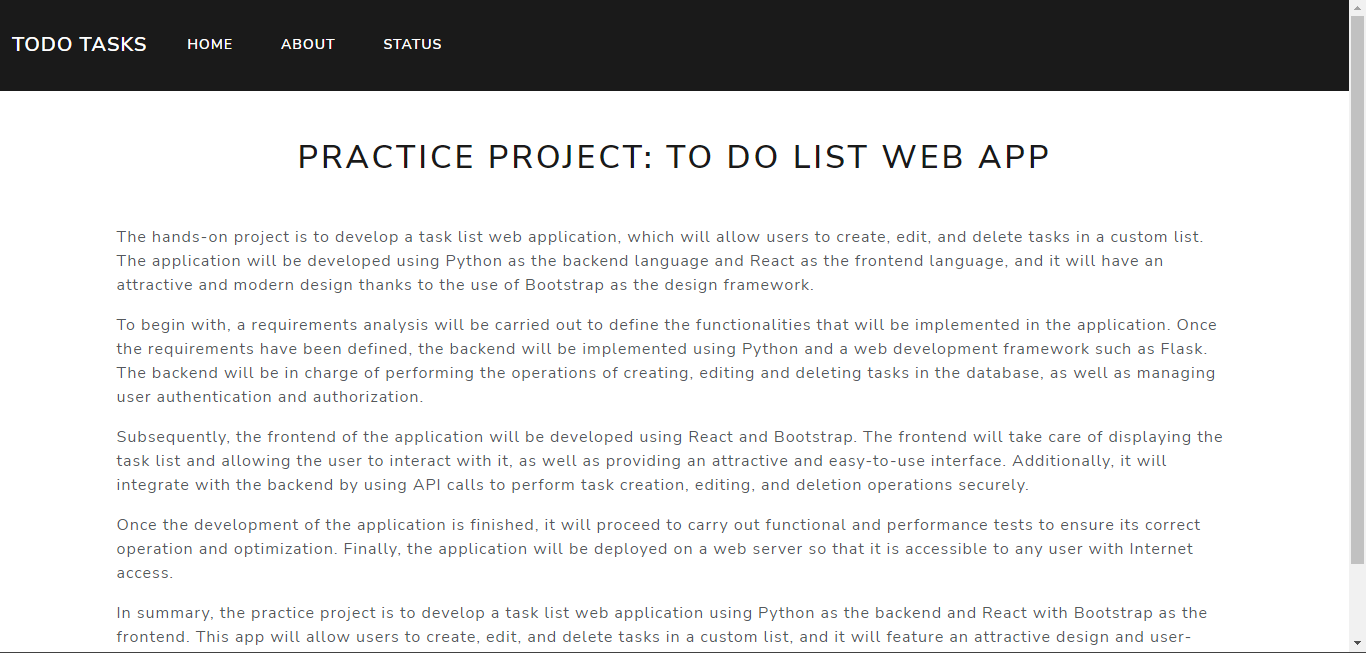 TODO TASKS HOME ABOUT STATUS
PRACTICE PROJECT: TO DO LIST WEB APP
The hands-on project is to develop a task list web application, which will allow users to create, edit, and delete tasks in a custom list.
The application will be developed using Python as the backend language and React as the frontend language, and it will have an
attractive and modern design thanks to the use of Bootstrap as the design framework.
To begin with, a requirements analysis will be carried out to define the functionalities that will be implemented in the application. Once
the requirements have been defined, the backend will be implemented using Python and a web development framework such as Flask.
The backend will be in charge of performing the operations of creating, editing and deleting tasks in the database, as well as managing
user authentication and authorization.
Subsequently, the frontend of the application will be developed using React and Bootstrap. The frontend will take care of displaying the
task list and allowing the user to interact with it, as well as providing an attractive and easy-to-use interface. Additionally, it will
integrate with the backend by using API calls to perform task creation, editing, and deletion operations securely.
Once the development of the application is finished, it will proceed to carry out functional and performance tests to ensure its correct
operation and optimization. Finally, the application will be deployed on a web server so that it is accessible to any user with Internet
access.
In summary, the practice project is to develop a task list web application using Python as the backend and React with Bootstrap as the
frontend. This app will allow users to create, edit, and delete tasks in a custom list, and it will feature an attractive design and user-